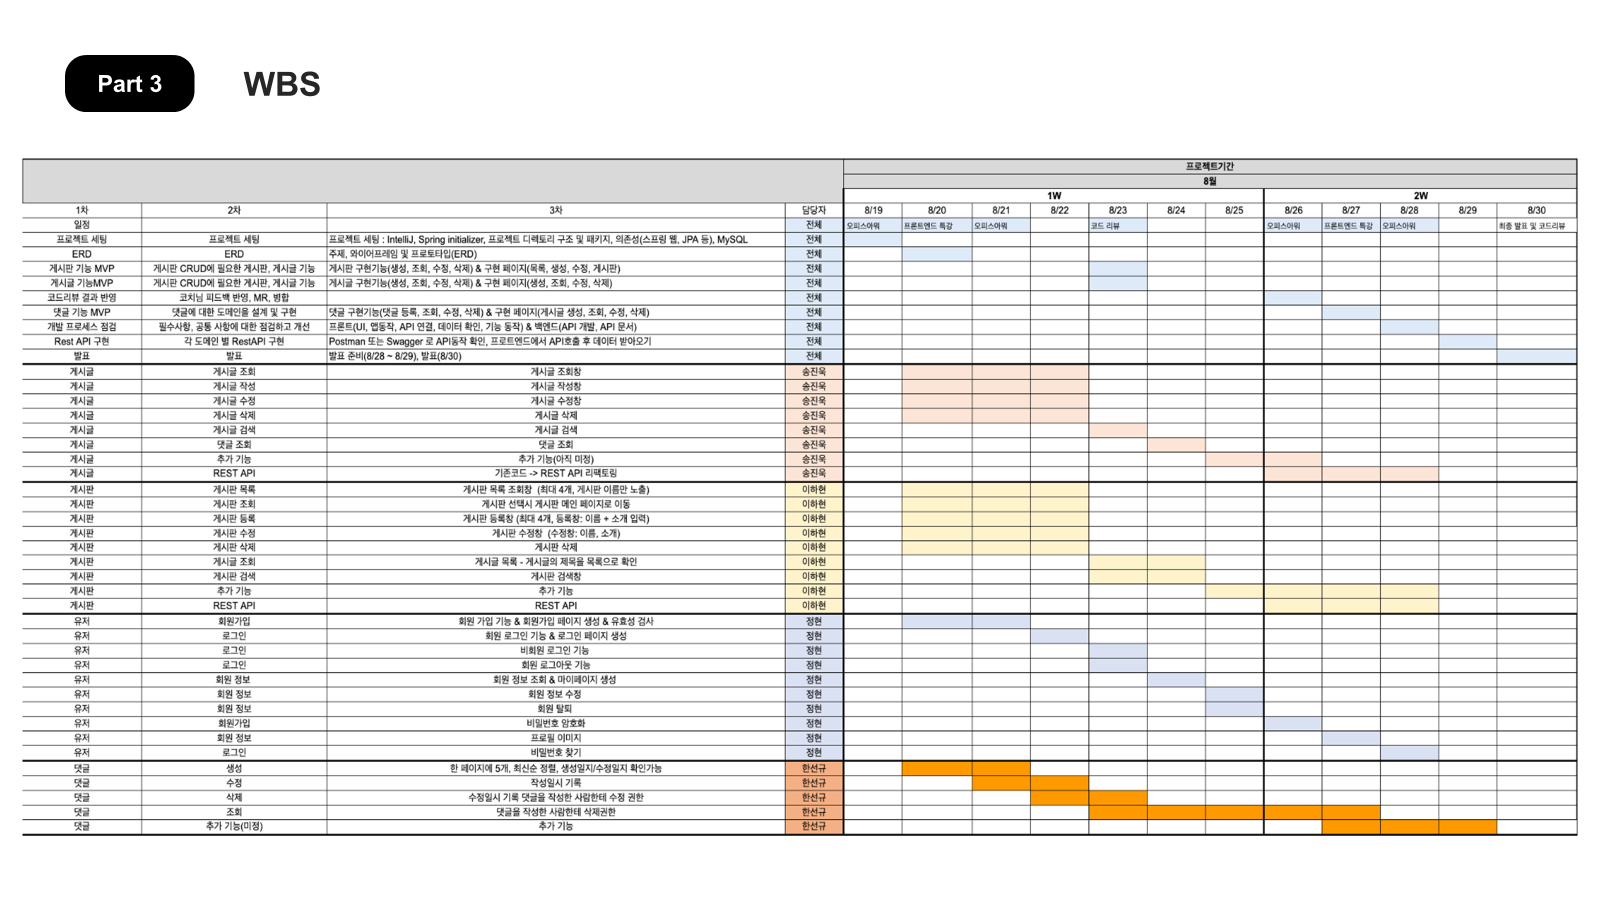 Part 3
WBS
프로젝트기간
8월
1W 2W
1차 2차 3차 담당자 8/19 8/20 8/21 8/22 8/23 8/24 8/25 8/26 8/27 8/28 8/29 8/30
일정 전체 오피스아워 프론트엔드 특강 오피스아워 코드 리뷰 오피스아워 프론트엔드 특강 오피스아워 최종 발표 및 코드리뷰
프로젝트 세팅 프로젝트 세팅 프로젝트 세팅 : IntelliJ, Spring initializer, 프로젝트 디렉토리 구조 및 패키지, 의존성(스프링 웹, JPA 등), MySQL 전체
ERD ERD 주제, 와이어프레임 및 프로토타입(ERD) 전체
게시판 기능 MVP 게시판 CRUD에 필요한 게시판, 게시글 기능 게시판 구현기능(생성, 조회, 수정, 삭제) & 구현 페이지(목록, 생성, 수정, 게시판) 전체
게시글 기능MVP 게시판 CRUD에 필요한 게시판, 게시글 기능 게시글 구현기능(생성, 조회, 수정, 삭제) & 구현 페이지(생성, 조회, 수정, 삭제) 전체
코드리뷰 결과 반영 코치님 피드백 반영, MR, 병합 전체
댓글 기능 MVP 댓글에 대한 도메인을 설계 및 구현 댓글 구현기능(댓글 등록, 조회, 수정, 삭제) & 구현 페이지(게시글 생성, 조회, 수정, 삭제) 전체
개발 프로세스 점검 필수사항, 공통 사항에 대한 점검하고 개선 프론트(UI, 앱동작, API 연결, 데이터 확인, 기능 동작) & 백엔드(API 개발, API 문서) 전체
Rest API 구현 각 도메인 별 RestAPI 구현 Postman 또는 Swagger 로 API동작 확인, 프로트엔드에서 API호출 후 데이터 받아오기 전체
발표 발표 발표 준비(8/28 ~ 8/29), 발표(8/30) 전체
게시글 게시글 조회 게시글 조회창 송진욱
게시글 게시글 작성 게시글 작성창 송진욱
게시글 게시글 수정 게시글 수정창 송진욱
게시글 게시글 삭제 게시글 삭제 송진욱
게시글 게시글 검색 게시글 검색 송진욱
게시글 댓글 조회 댓글 조회 송진욱
게시글 추가 기능 추가 기능(아직 미정) 송진욱
게시글 REST API 기존코드 -> REST API 리팩토링 송진욱
게시판 게시판 목록 게시판 목록 조회창 (최대 4개, 게시판 이름만 노출) 이하현
게시판 게시판 조회 게시판 선택시 게시판 메인 페이지로 이동 이하현
게시판 게시판 등록 게시판 등록창 (최대 4개, 등록창: 이름 + 소개 입력) 이하현
게시판 게시판 수정 게시판 수정창 (수정창: 이름, 소개) 이하현
게시판 게시판 삭제 게시판 삭제 이하현
게시판 게시글 조회 게시글 목록 - 게시글의 제목을 목록으로 확인 이하현
게시판 게시판 검색 게시판 검색창 이하현
게시판 추가 기능 추가 기능 이하현
게시판 REST API REST API 이하현
유저 회원가입 회원 가입 기능 & 회원가입 페이지 생성 & 유효성 검사 정현
유저 로그인 회원 로그인 기능 & 로그인 페이지 생성 정현
유저 로그인 비회원 로그인 기능 정현
유저 로그인 회원 로그아웃 기능 정현
유저 회원 정보 회원 정보 조회 & 마이페이지 생성 정현
유저 회원 정보 회원 정보 수정 정현
유저 회원 정보 회원 탈퇴 정현
유저 회원가입 비밀번호 암호화 정현
유저 회원 정보 프로필 이미지 정현
유저 로그인 비밀번호 찾기 정현
댓글 생성 한 페이지에 5개, 최신순 정렬, 생성일지/수정일지 확인가능 한선규
댓글 수정 작성일시 기록 한선규
댓글 삭제 수정일시 기록 댓글을 작성한 사람한테 수정 권한 한선규
댓글 조회 댓글을 작성한 사람한테 삭제권한 한선규
댓글 추가 기능(미정) 추가 기능 한선규